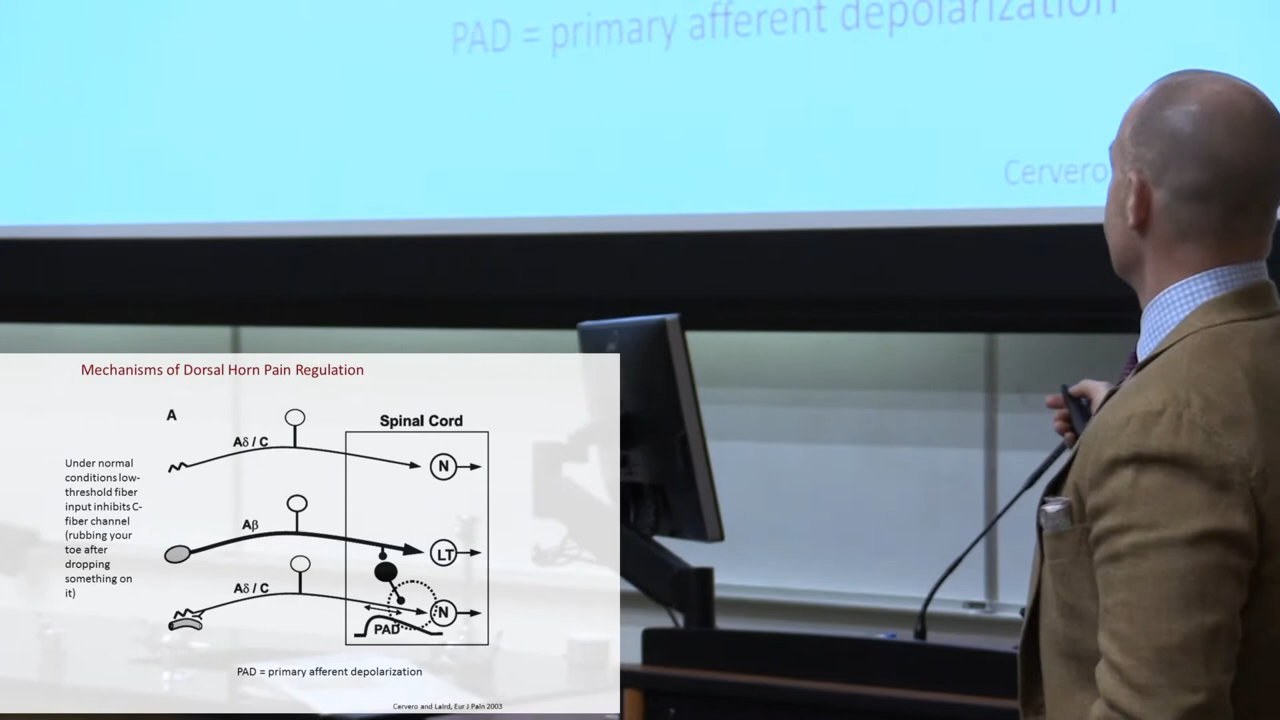 PAD = primary afferent depolarization
Cervero
Mechanisms of Dorsal Horn Pain Regulation
A
Spinal Cord
Aδ / C
N
Under normal
conditions low-
threshold fiber
input inhibits C-
fiber channel
(rubbing your
toe after
dropping
something on
it)
Aβ
LT
Aδ / C
N
PAD
PAD = primary afferent depolarization
Cervero and Laird, Eur J Pain 2003